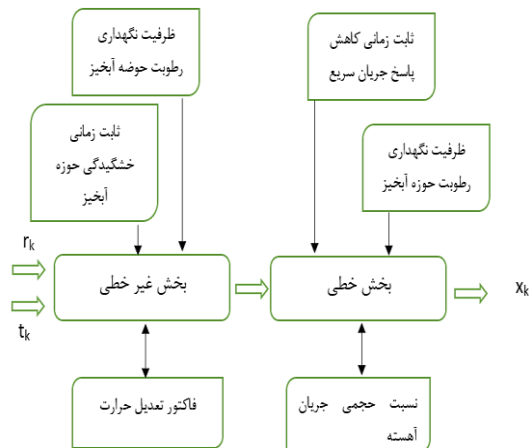 ظرفیت نگهداری
رطوبت حوضه آبخیز
ثابت زمانی کاهش
پاسخ جریان سریع
ثابت زمانی
خشگیدگی حوزه
آبخیز
ظرفیت نگهداری
رطوبت حوزه آبخیز
rk
tk
بخش غیر خطی
بخش خطی
xk
فاکتور تعدیل حرارت
نسبت حجمی جریان
آهسته